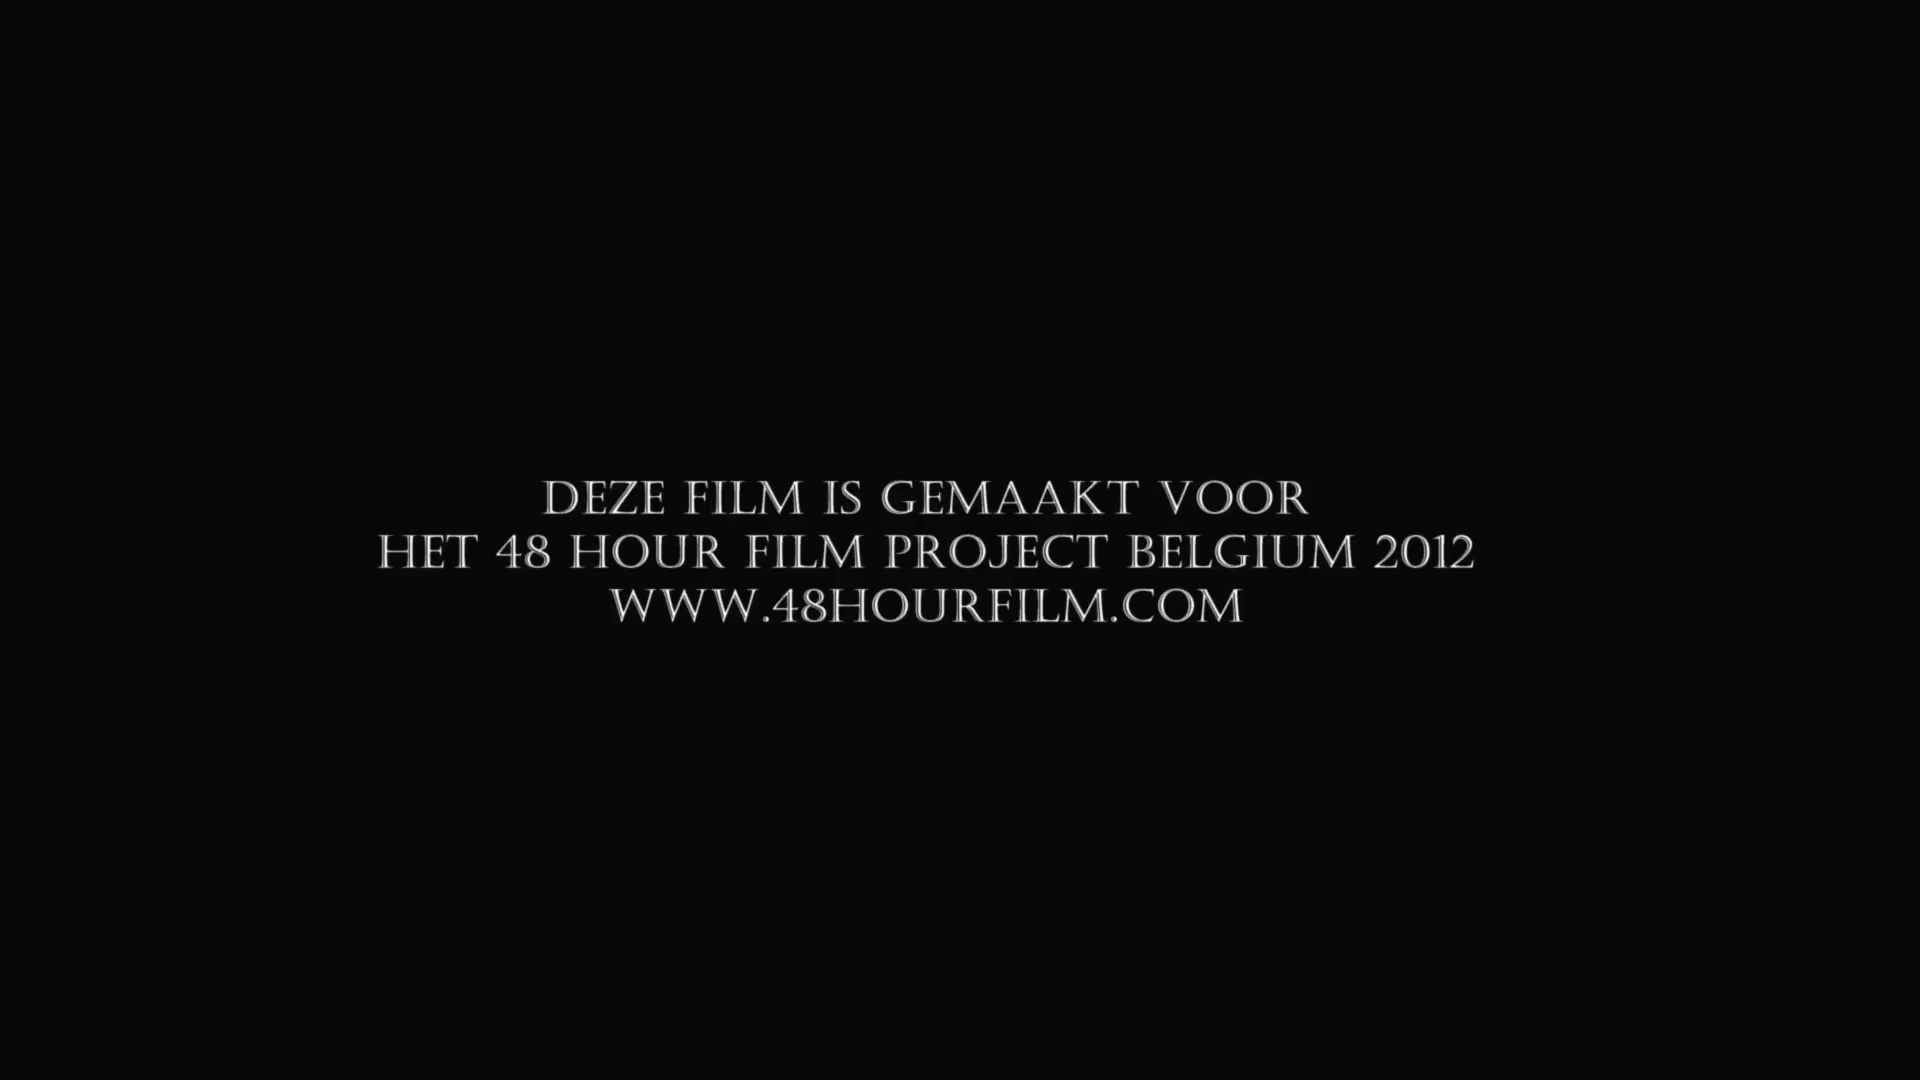 DEZE FILM IS GEMAAKT VOOR
HET 48 HOUR FILM PROJECT BELGIUM 2012
WWW.48HOURFILM.COM